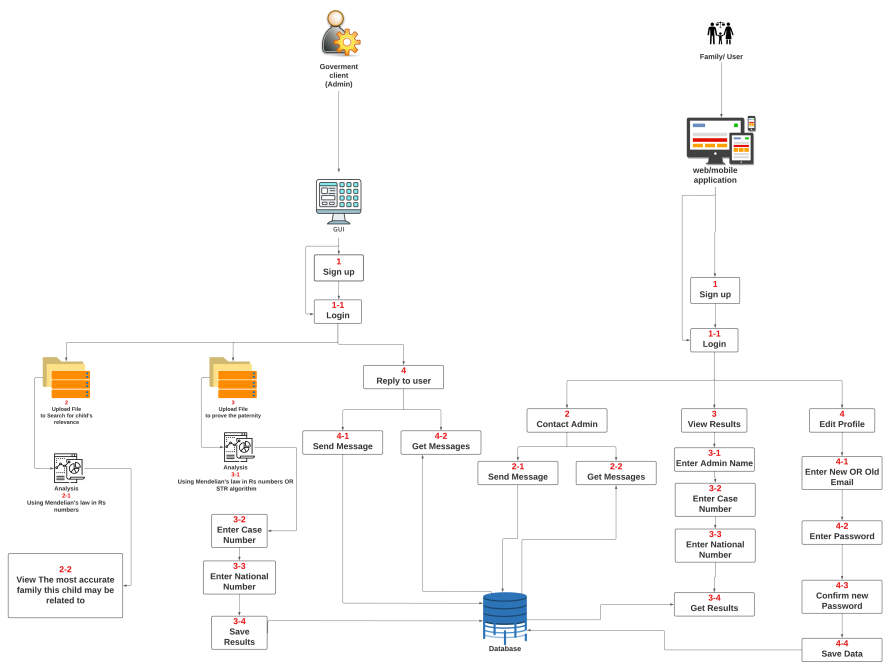 Goverment
client
(Admin)
Family/ User
web/mobile
application
GUI
1
Sign up
1-1
Login
1
Sign up
1-1
Login
2
Upload File
to Search for child's
relevance
3
Upload File
to prove the paternity
4
Reply to user
4-1
Send Message
4-2
Get Messages
2
Contact Admin
2-1
Send Message
2-2
Get Messages
3
View Results
3-1
Enter Admin Name
3-2
Enter Case
Number
3-3
Enter National
Number
3-4
Get Results
4
Edit Profile
4-1
Enter New OR Old
Email
4-2
Enter Password
4-3
Confirm new
Password
4-4
Save Data
Analysis
2-1
Using Mendelian's law in Rs
numbers
Analysis
3-1
Using Mendelian's law in Rs numbers OR
STR algorithm
2-2
View The most accurate
family this child may be
related to
3-2
Enter Case
Number
3-3
Enter National
Number
3-4
Save
Results
Database